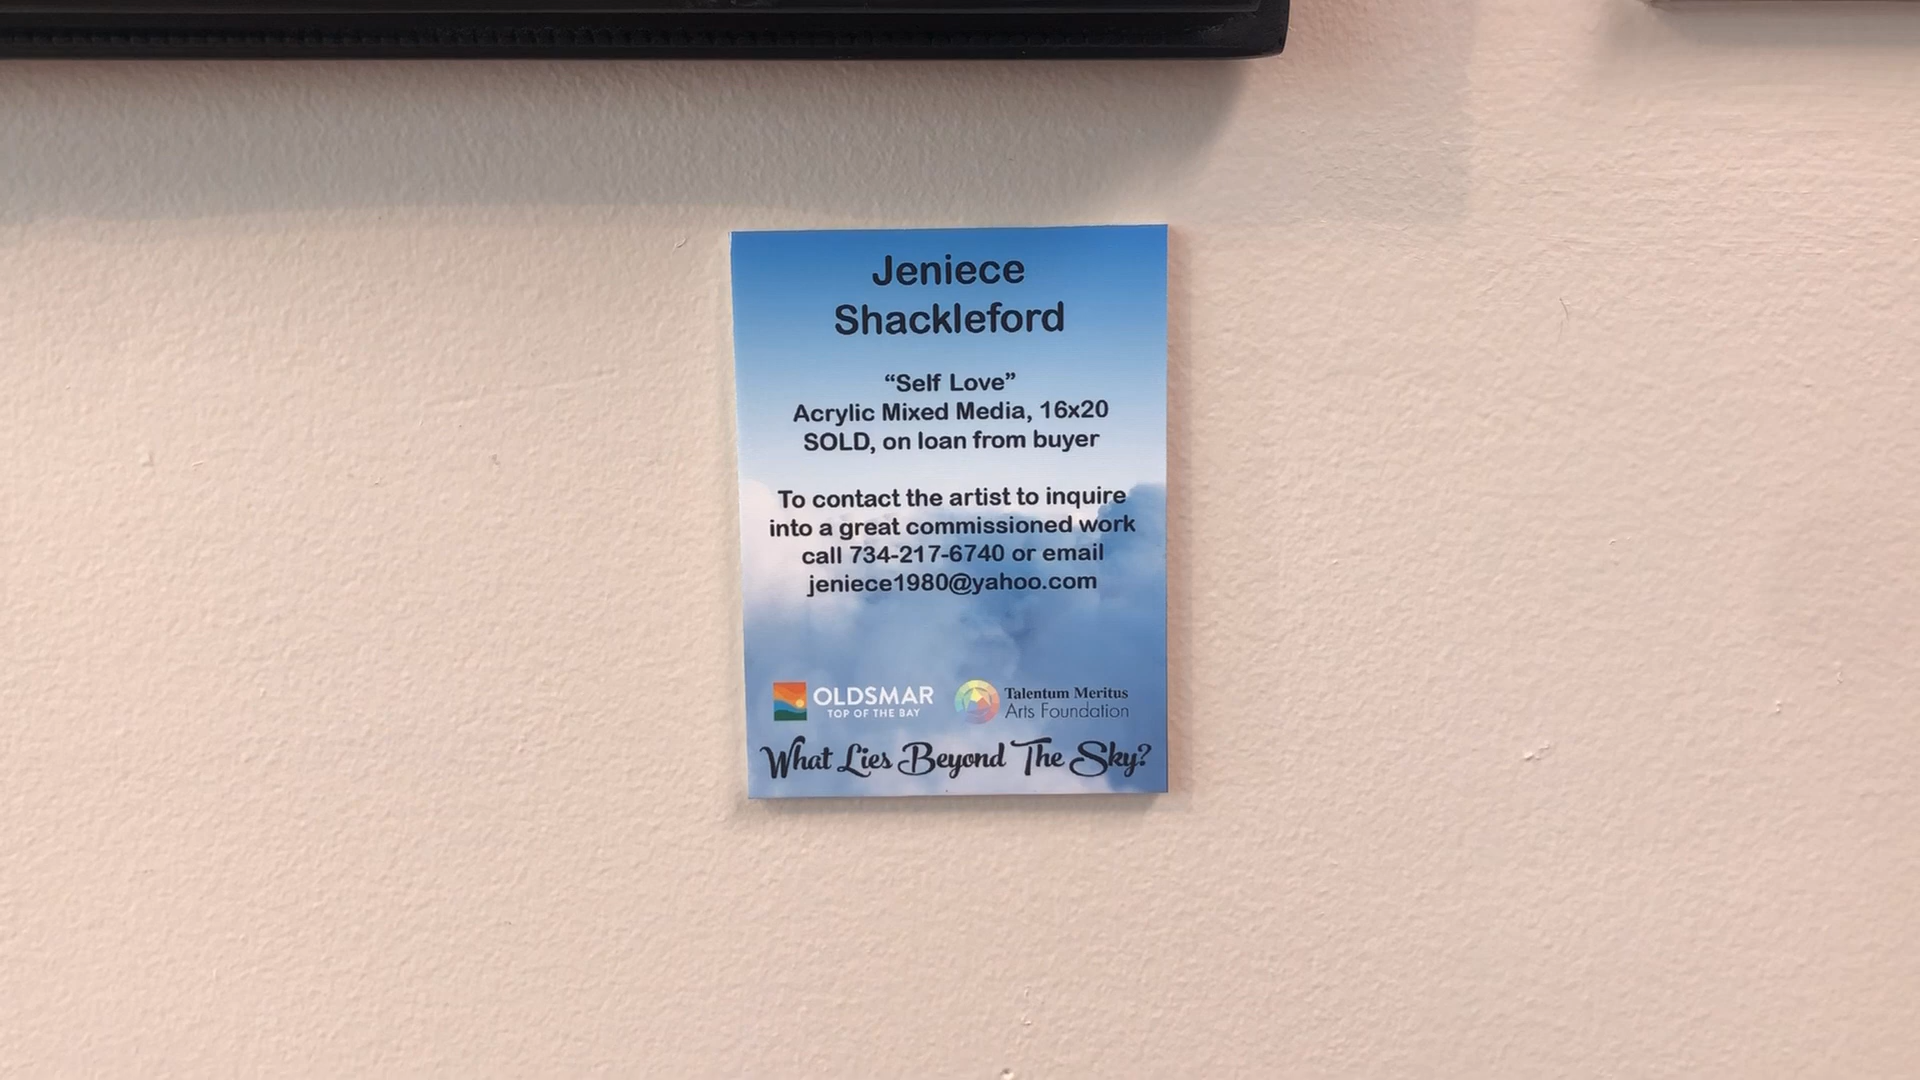 Jeniece
Shackleford
“Self Love”
Acrylic Mixed Media, 16x20
SOLD, on loan from buyer
To contact the artist to inquire
into a great commissioned work
call 734-217-6740 or email
jeniece1980@yahoo.com
OLDSMAR
TOP OF THE BAY
Talentum Meritus
Arts Foundation
What Lies Beyond The Sky?